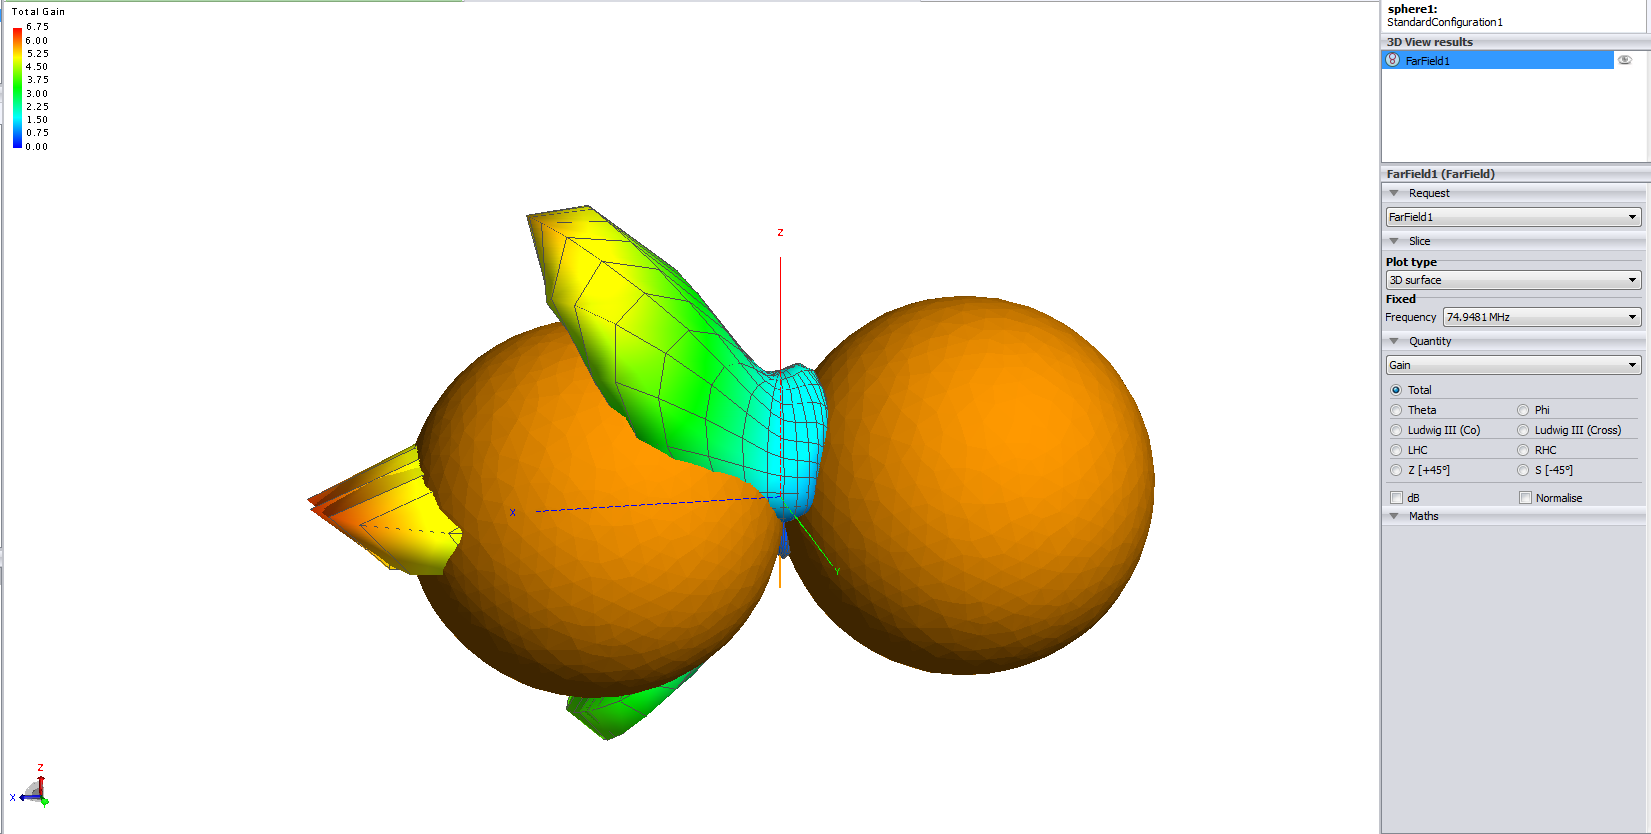 Total Gain
6.75
6.00
5.25
4.50
3.75
3.00
2.25
1.50
0.75
0.00
Z
X
Y
Z
X
Y
sphere1:
StandardConfiguration1
3D View results
FarField1
FarField1 (FarField)
Request
FarField1
Slice
Plot type
3D surface
Fixed
Frequency 74.9481 MHz
Quantity
Gain
Total
Theta Phi
Ludwig III (Co) Ludwig III (Cross)
LHC RHC
Z [+45°] S [-45°]
dB Normalise
Maths